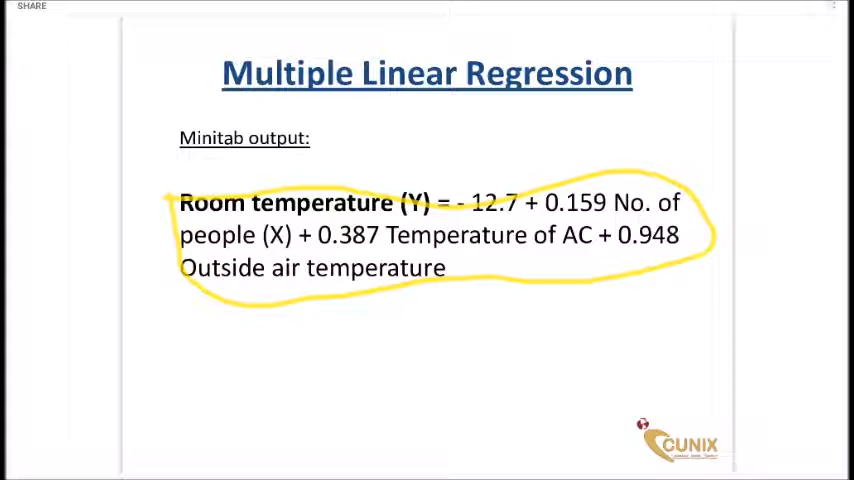 SHARE
Multiple Linear Regression
Minitab output:
Room temperature (Y) = - 12.7 + 0.159 No. of
people (X) + 0.387 Temperature of AC + 0.948
Outside air temperature
CUNIX